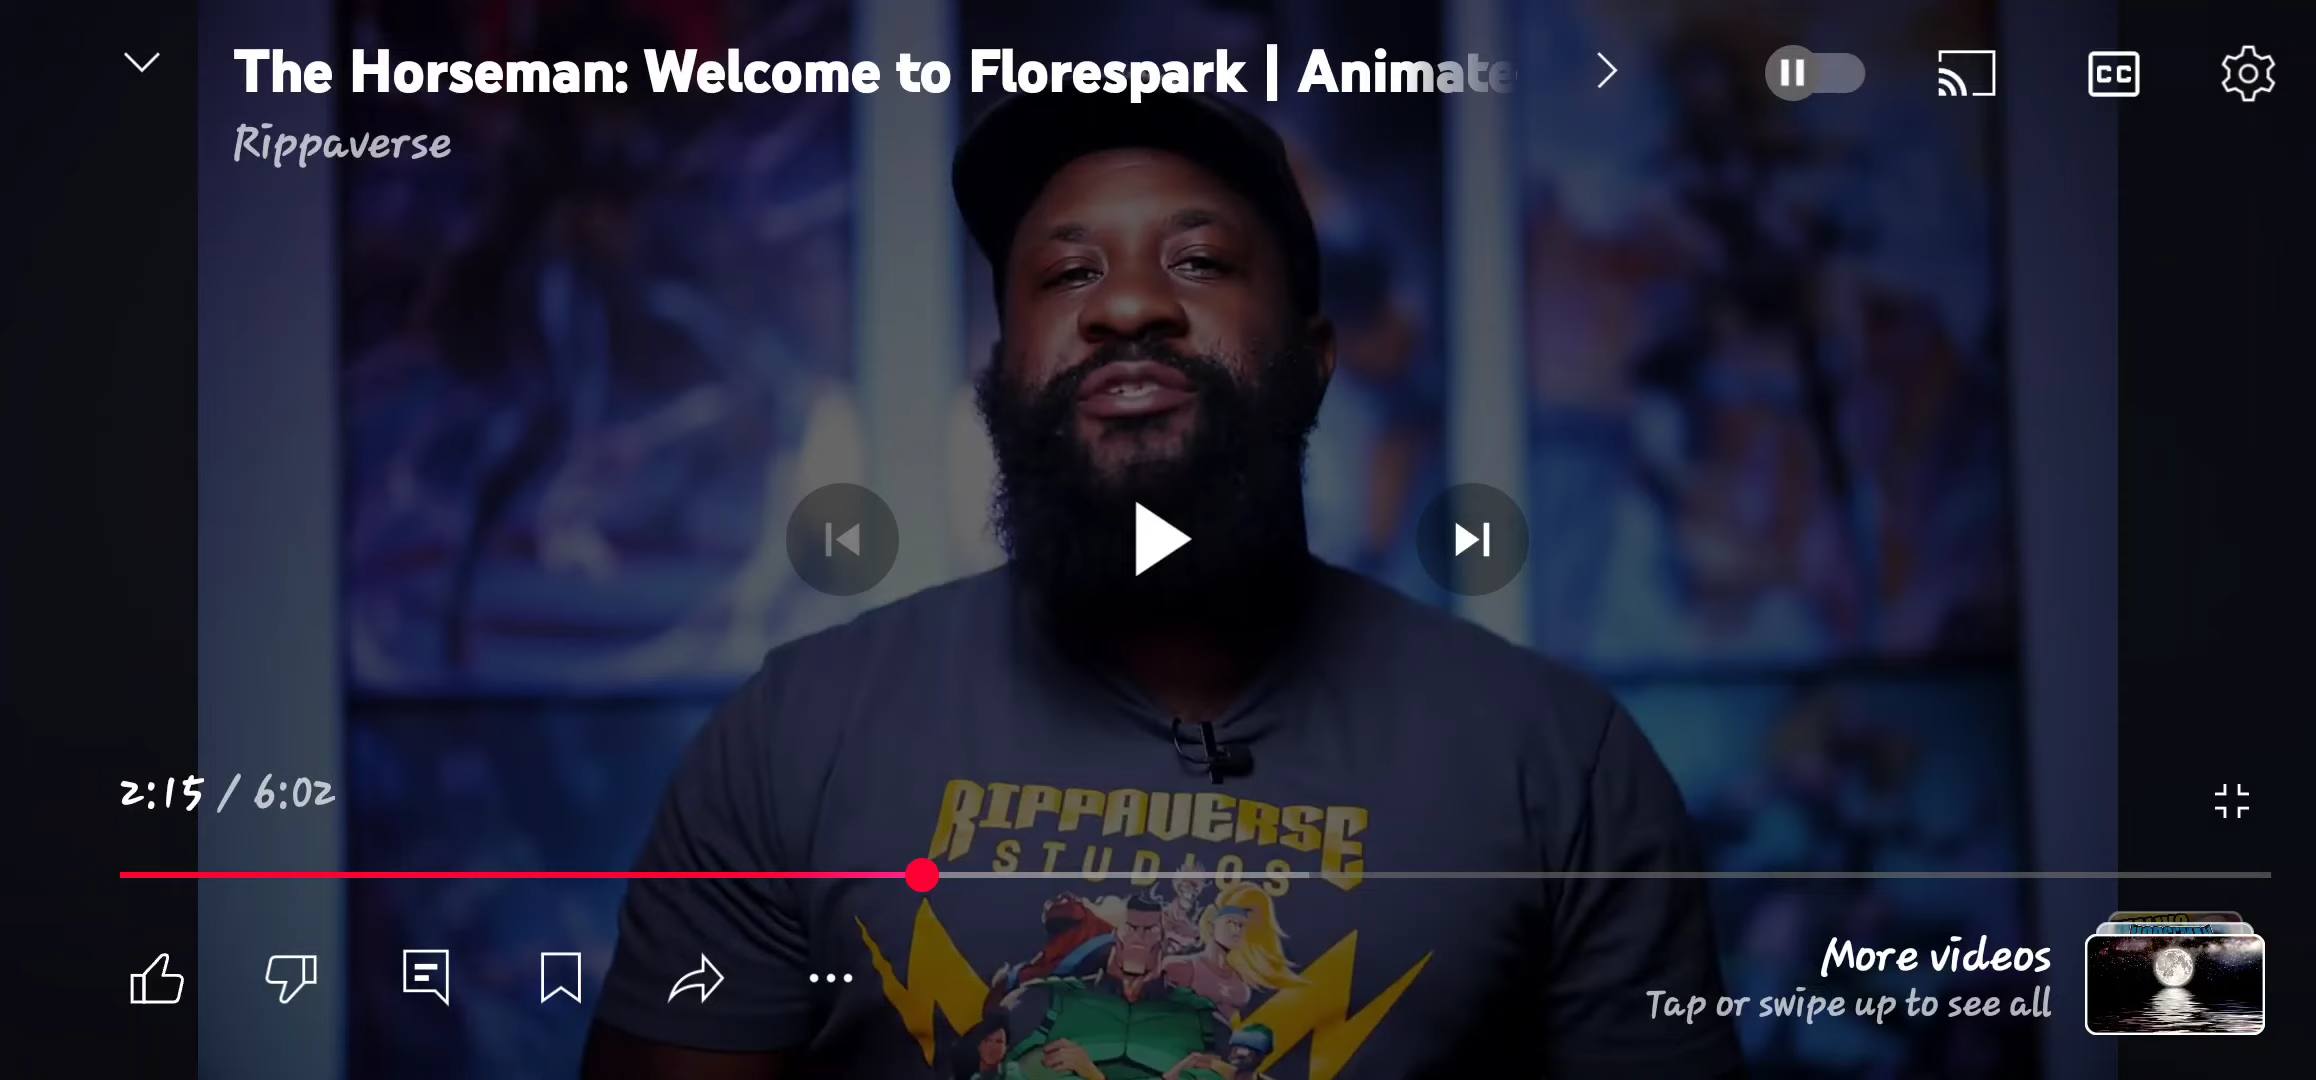 The Horseman: Welcome to Florespark | Animate
Rippaverse
CC
2:15 / 6:02
RIPPAVERSE
STUDIOS
More videos
Tap or swipe up to see all